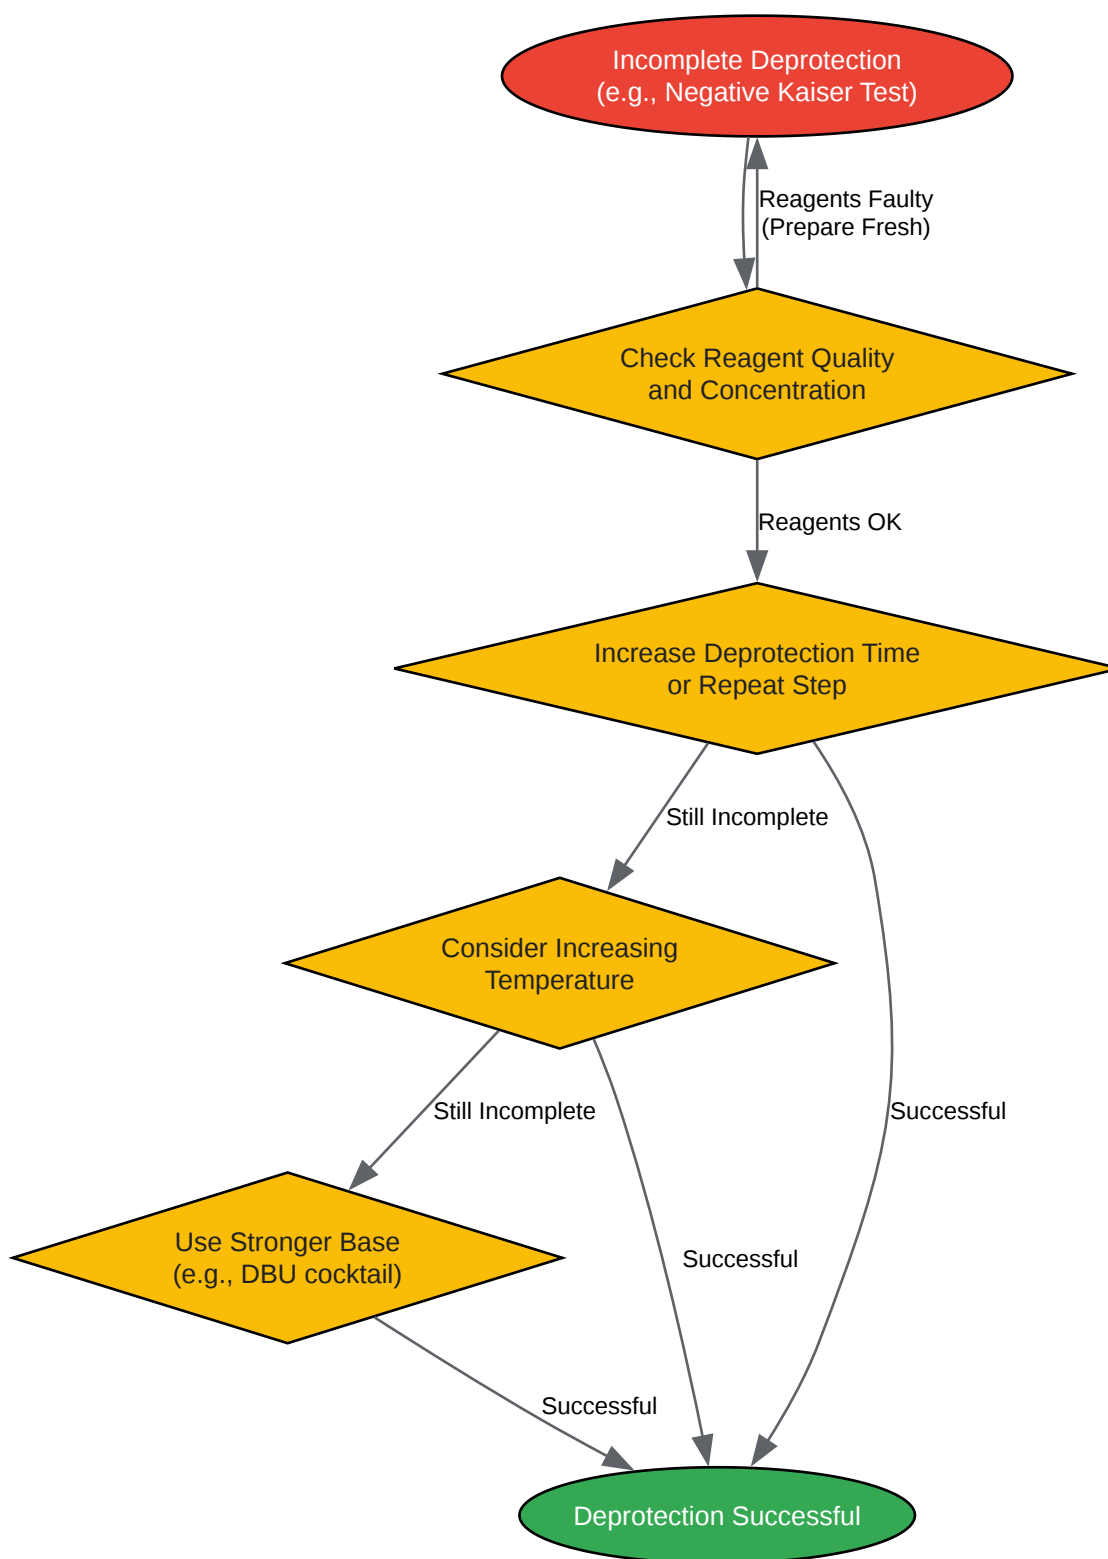 Incomplete Deprotection
(e.g., Negative Kaiser Test)
Reagents Faulty
(Prepare Fresh)
Check Reagent Quality
and Concentration
Reagents OK
Increase Deprotection Time
or Repeat Step
Still Incomplete
Consider Increasing
Temperature
Still Incomplete
Successful
Use Stronger Base
(e.g., DBU cocktail)
Successful
Successful
Deprotection Successful